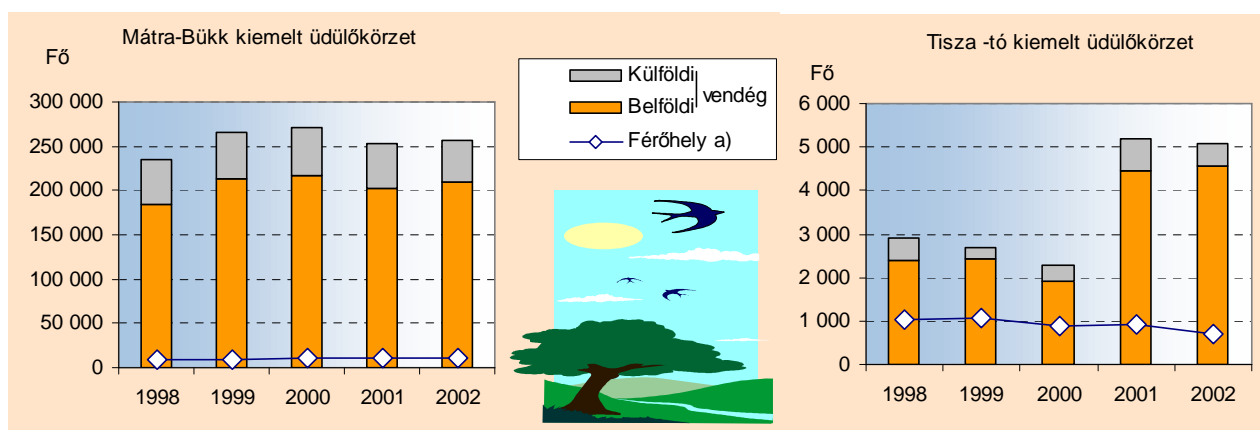 Mátra-Bükk kiemelt üdülőkörzet
Fő
300 000
250 000
200 000
150 000
100 000
50 000
0
1998 1999 2000 2001 2002
Külföldi
Belföldi
vendég
Férőhely a)
Tisza -tó kiemelt üdülőkörzet
Fő
6 000
5 000
4 000
3 000
2 000
1 000
0
1998 1999 2000 2001 2002